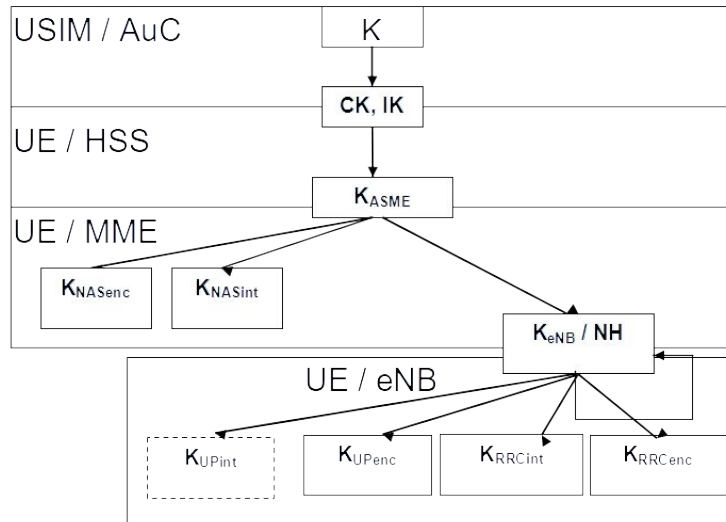 USIM / AuC
K
CK, IK
UE / HSS
KASME
UE / MME
KNASenc
KNASint
KeNB / NH
UE / eNB
KUPint
KUPenc
KRRCint
KRRCenc